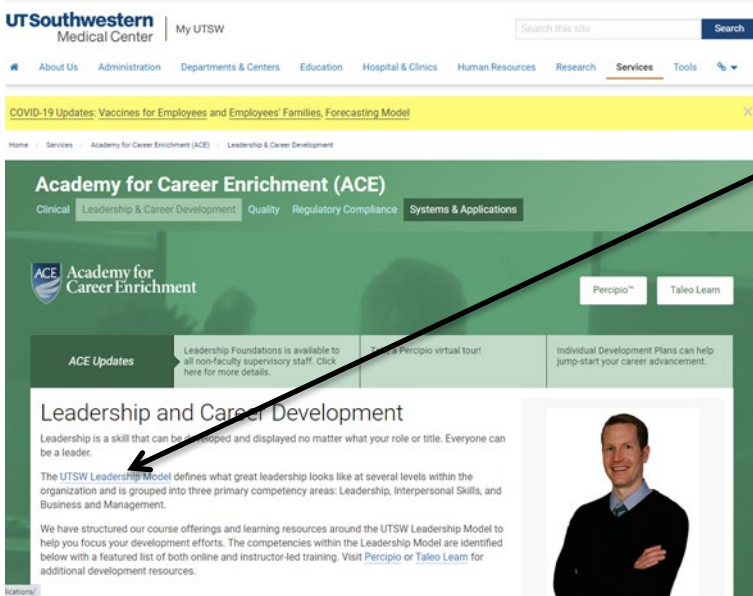 UTSouthwestern
Medical Center
My UTSW
Search this site
Search
About Us Administration Departments & Centers Education Hospital & Clinics Human Resources Research Services Tools
COVID-19 Updates: Vaccines for Employees and Employees' Families, Forecasting Model
Home / Services / Academy for Career Enrichment (ACE) / Leadership & Career Development
Academy for Career Enrichment (ACE)
Clinical Leadership & Career Development Quality Regulatory Compliance Systems & Applications
ACE Academy for
Career Enrichment
Percipio™ Taleo Learn
ACE Updates
Leadership Foundations is available to
all non-faculty supervisory staff. Click
here for more details.
a Percipio virtual tour!
Individual Development Plans can help
jump-start your career advancement.
Leadership and Career Development
Leadership is a skill that can be developed and displayed no matter what your role or title. Everyone can
be a leader.
The UTSW Leadership Model defines what great leadership looks like at several levels within the
organization and is grouped into three primary competency areas: Leadership, Interpersonal Skills, and
Business and Management.
We have structured our course offerings and learning resources around the UTSW Leadership Model to
help you focus your development efforts. The competencies within the Leadership Model are identified
below with a featured list of both online and instructor-led training. Visit Percipio or Taleo Learn for
additional development resources.
lications/